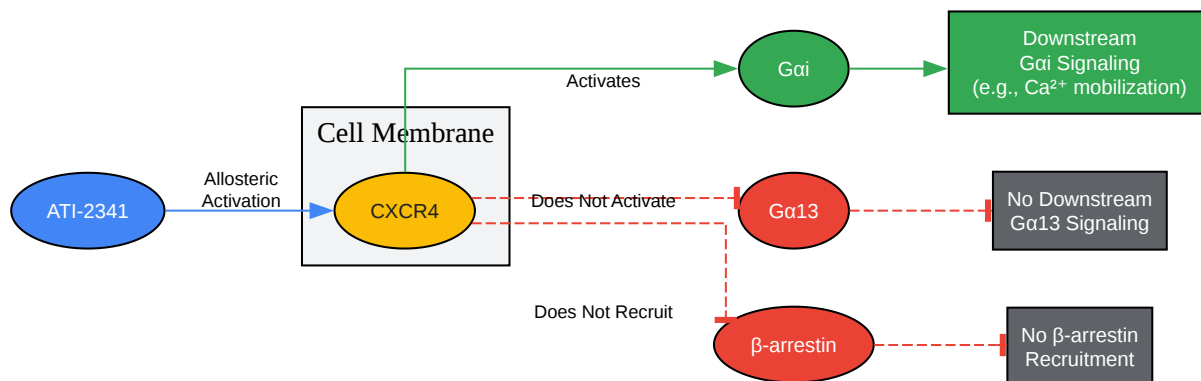 Downstream
Gαi Signaling
(e.g., Ca²⁺ mobilization)
Gαi
Activates
Cell Membrane
Allosteric
Activation
ATI-2341
CXCR4
Does Not Activate
Gα13
No Downstream
Gα13 Signaling
Does Not Recruit
β-arrestin
No β-arrestin
Recruitment